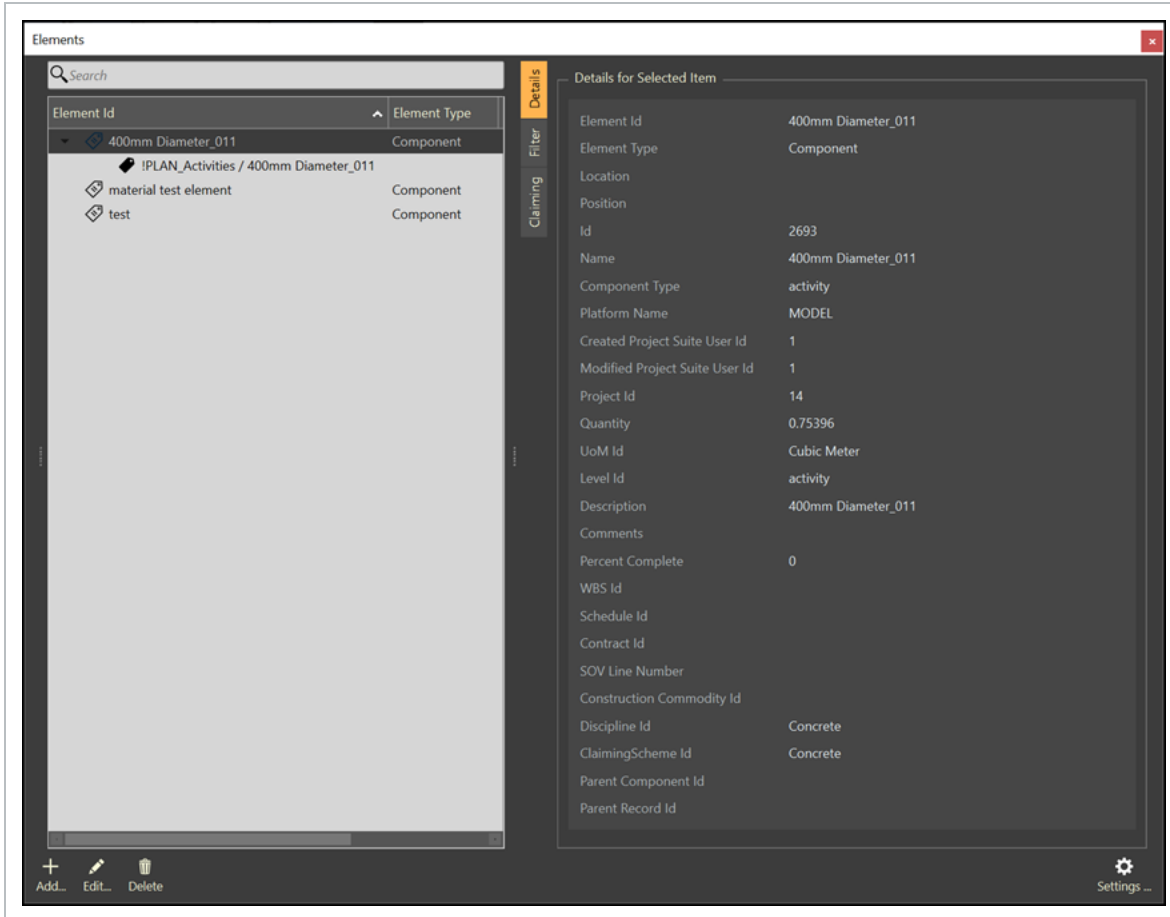 Elements
Search
Element Id Element Type
400mm Diameter_011 Component
!PLAN_Activities / 400mm Diameter_011
material test element Component
test Component
Details
Filter
Claiming
Details for Selected Item
Element Id 400mm Diameter_011
Element Type Component
Location
Position
Id 2693
Name 400mm Diameter_011
Component Type activity
Platform Name MODEL
Created Project Suite User Id 1
Modified Project Suite User Id 1
Project Id 14
Quantity 0.75396
UoM Id Cubic Meter
Level Id activity
Description 400mm Diameter_011
Comments
Percent Complete 0
WBS Id
Schedule Id
Contract Id
SOV Line Number
Construction Commodity Id
Discipline Id Concrete
ClaimingScheme Id Concrete
Parent Component Id
Parent Record Id
Add... Edit... Delete
Settings ...